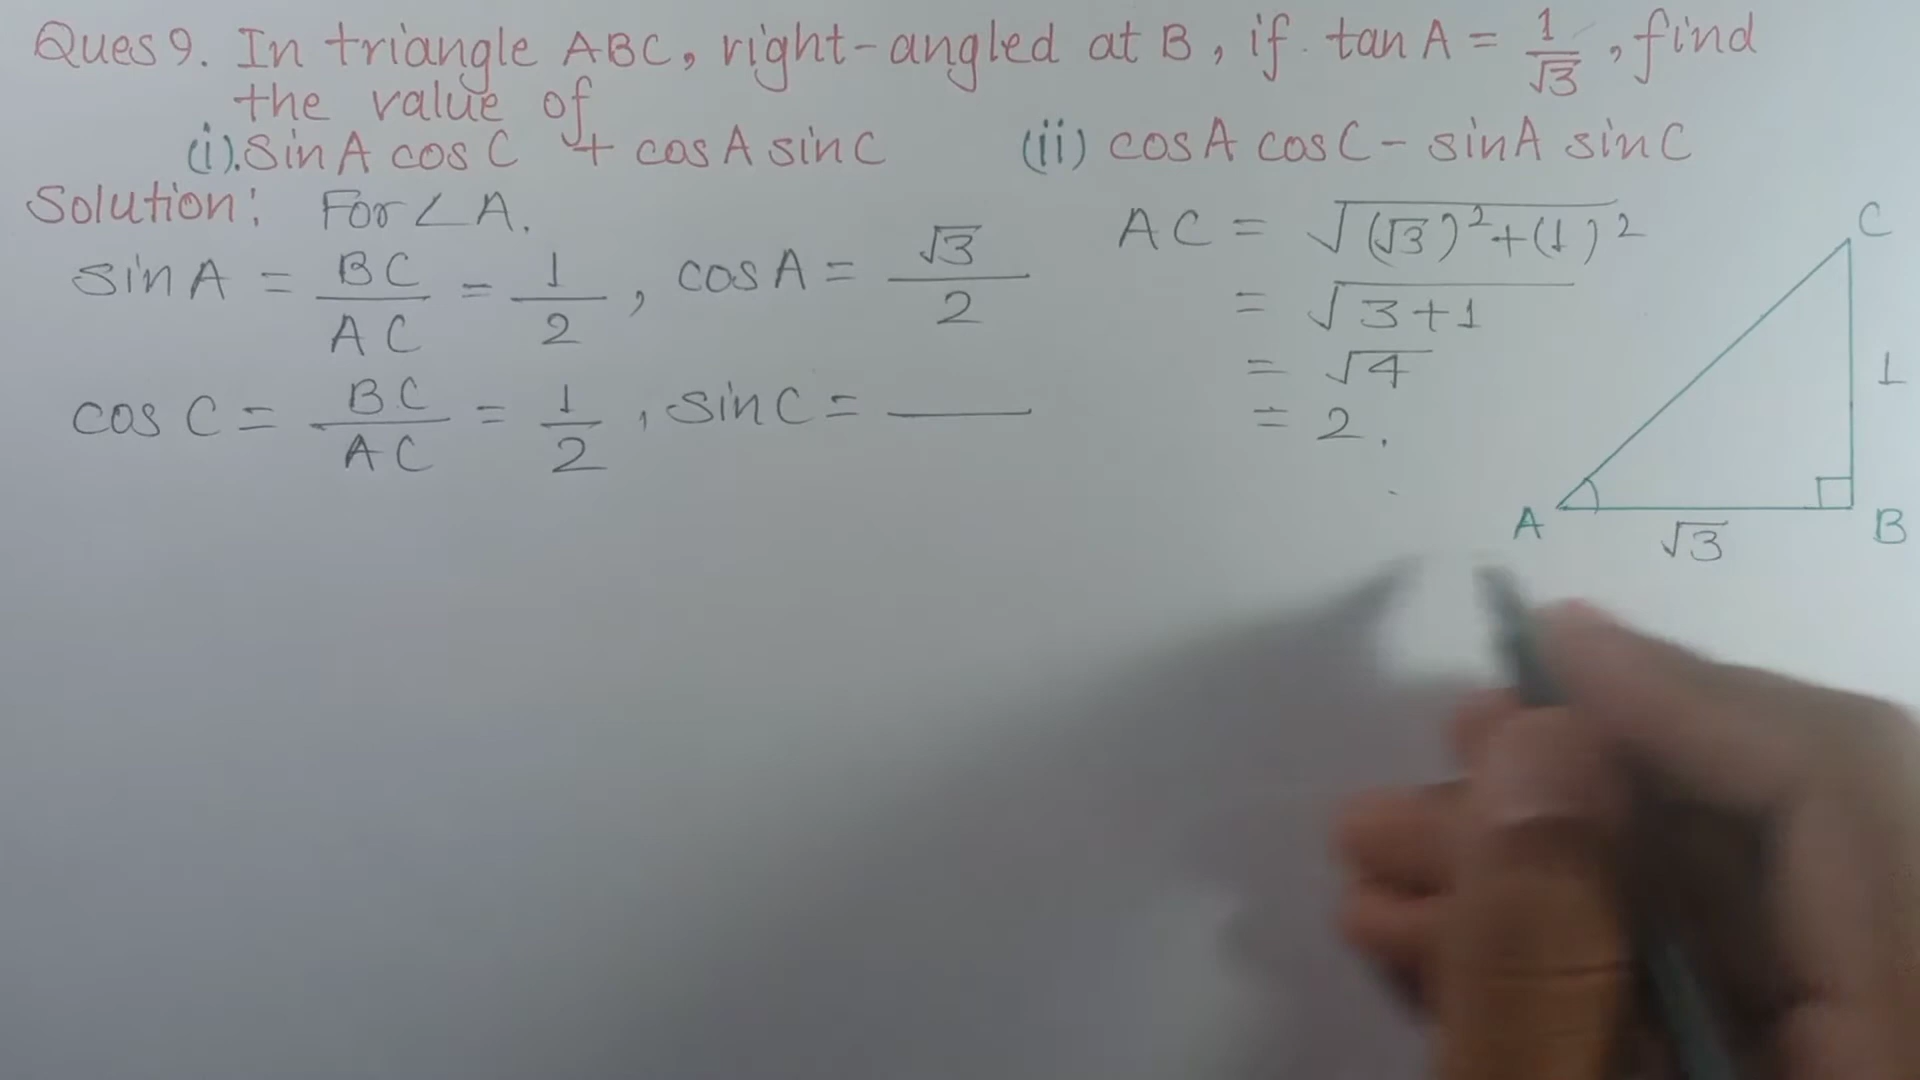 Ques 9. In triangle ABC, right-angled at B, if tan A = 1/√3, find
the value of
(i). Sin A cos C + cos A sin C (ii) cos A cos C - sin A sin C
Solution: For ∠A.
sin A = BC/AC = 1/2, cos A = √3/2
cos C = BC/AC = 1/2, sin C = ___
AC = √(√3)²+(1)²
= √3+1
= √4
= 2.
C
1
A
B
√3